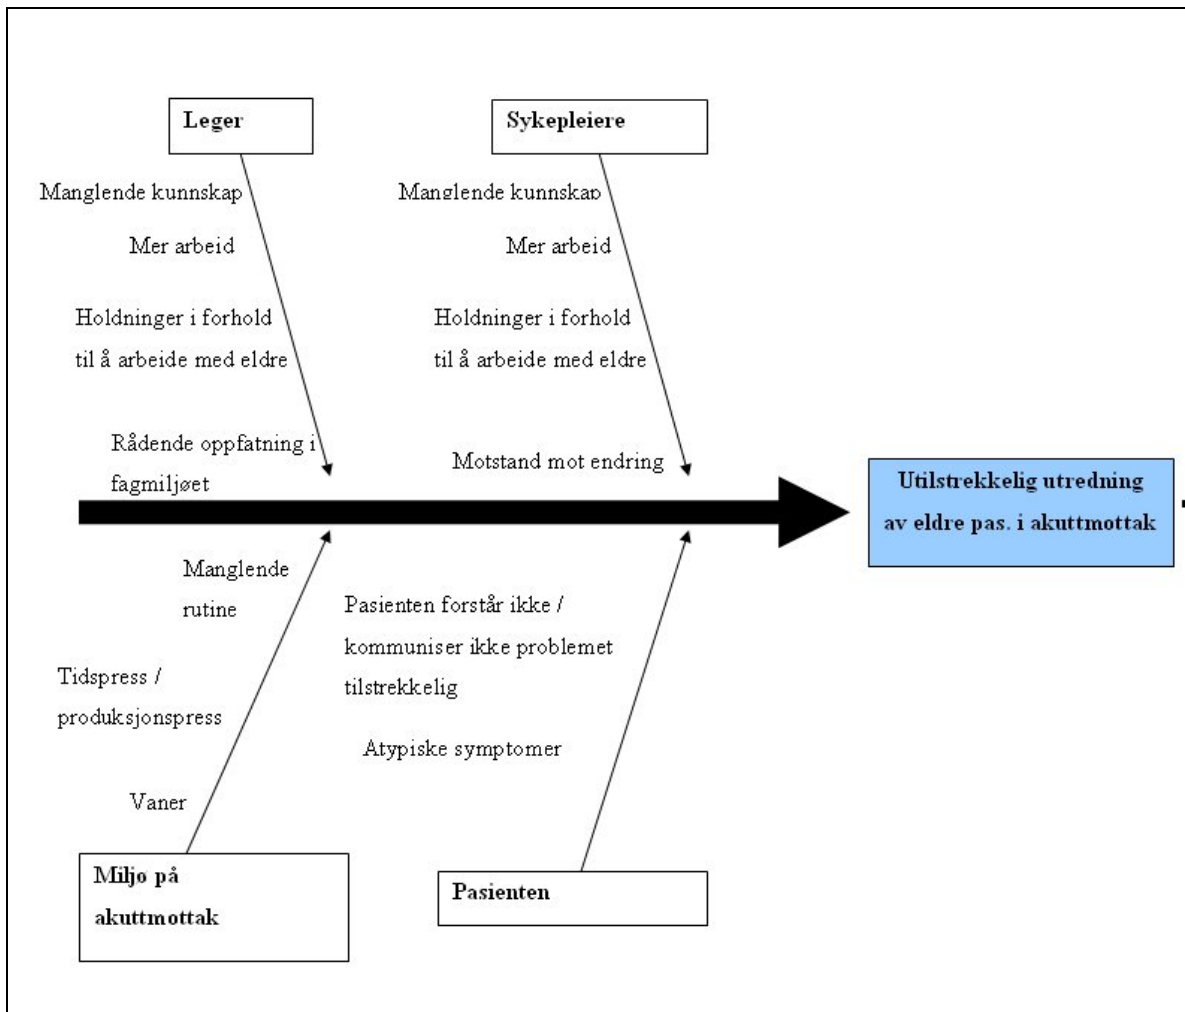 Leger
Manglende kunnskap
Mer arbeid
Holdninger i forhold
til å arbeide med eldre
Rådende oppfatning i
fagmiljøet
Sykepleiere
Manglende kunnskap
Mer arbeid
Holdninger i forhold
til å arbeide med eldre
Motstand mot endring
Utilstrekkelig utredning
av eldre pas. i akuttmottak
Manglende
rutine
Tidspress /
produksjonspress
Vaner
Miljø på
akuttmottak
Pasienten forstår ikke /
kommuniser ikke problemet
tilstrekkelig
Atypiske symptomer
Pasienten